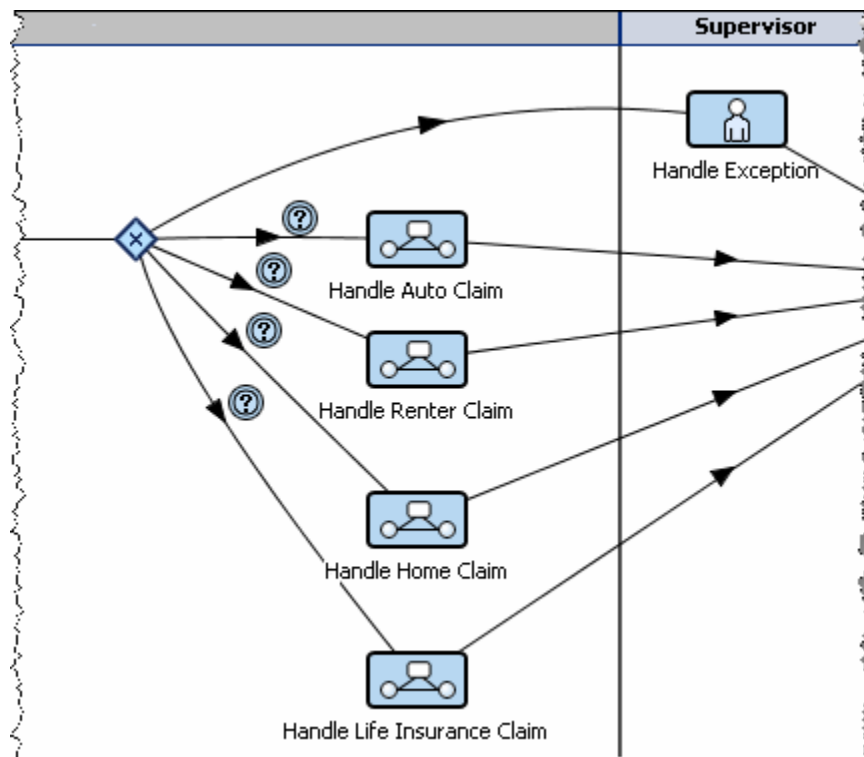 Supervisor
Handle Exception
?
Handle Auto Claim
?
?
Handle Renter Claim
?
Handle Home Claim
Handle Life Insurance Claim